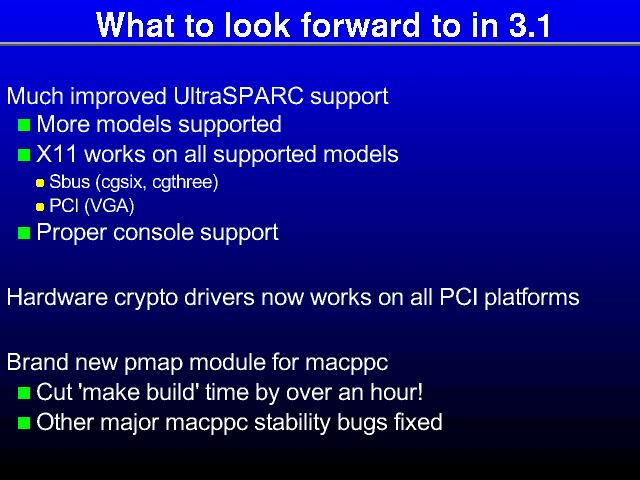 What to look forward to in 3.1
Much improved UltraSPARC support
More models supported
X11 works on all supported models
Sbus (cgsix, cgthree)
PCI (VGA)
Proper console support
Hardware crypto drivers now works on all PCI platforms
Brand new pmap module for macppc
Cut 'make build' time by over an hour!
Other major macppc stability bugs fixed